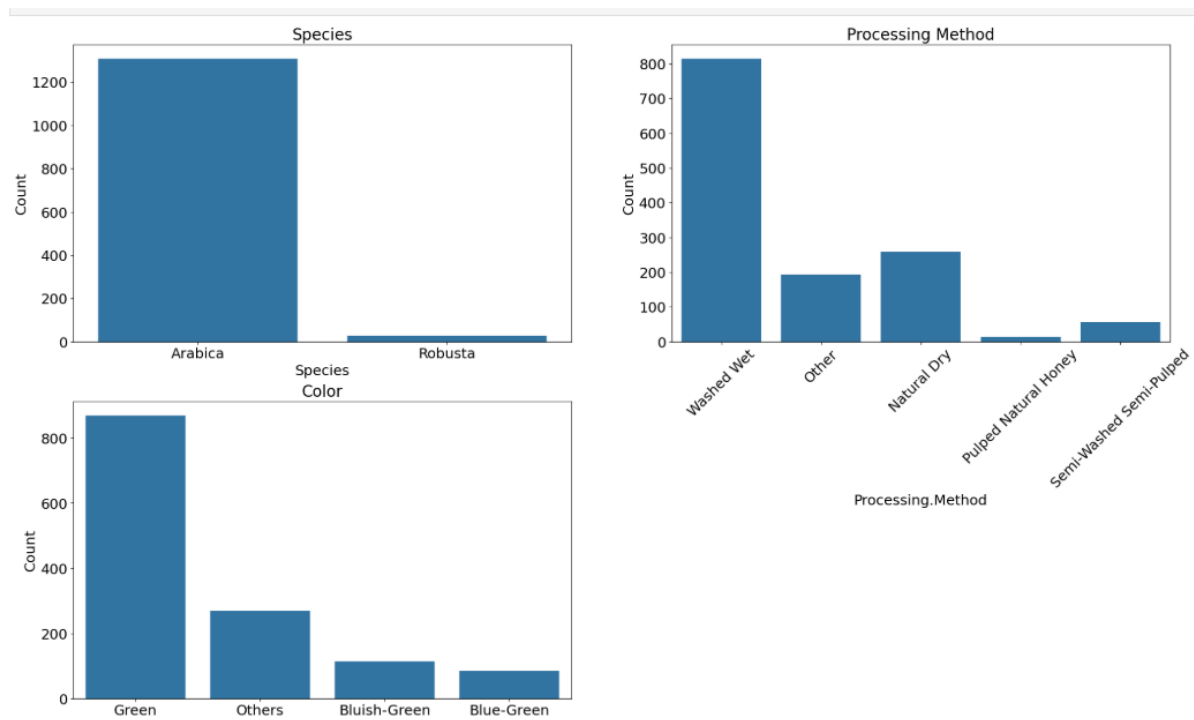 Species
Count
1200
1000
800
600
400
200
0
Arabica Robusta
Species
Processing Method
Count
800
700
600
500
400
300
200
100
0
Washed Wet
Other
Natural Dry
Pulped Natural Honey
Semi-Washed Semi-Pulped
Processing.Method
Color
Count
800
600
400
200
0
Green Others Bluish-Green Blue-Green